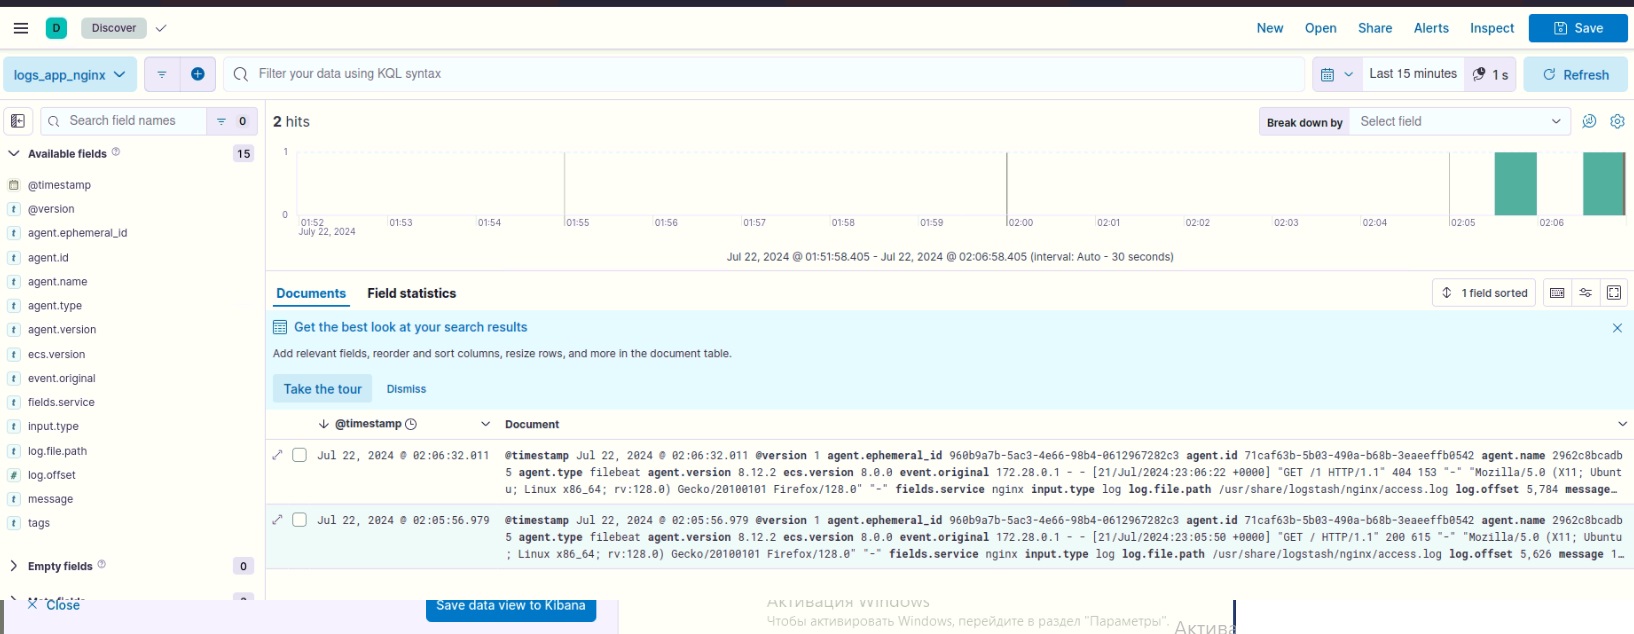 D Discover New Open Share Alerts Inspect Save
logs_app_nginx Filter your data using KQL syntax Last 15 minutes 1 s Refresh
Search field names 0
2 hits Break down by Select field
Available fields 15
@timestamp
@version
agent.ephemeral_id
agent.id
agent.name
agent.type
agent.version
ecs.version
event.original
fields.service
input.type
log.file.path
log.offset
message
tags
Empty fields 0
1
0
01:52 01:53 01:54 01:55 01:56 01:57 01:58 01:59 02:00 02:01 02:02 02:03 02:04 02:05 02:06
July 22, 2024
Jul 22, 2024 @ 01:51:58.405 - Jul 22, 2024 @ 02:06:58.405 (interval: Auto - 30 seconds)
Documents Field statistics 1 field sorted
Get the best look at your search results
Add relevant fields, reorder and sort columns, resize rows, and more in the document table.
Take the tour Dismiss
@timestamp Document
Jul 22, 2024 @ 02:06:32.011 @timestamp Jul 22, 2024 @ 02:06:32.011 @version 1 agent.ephemeral_id 960b9a7b-5ac3-4e66-98b4-0612967282c3 agent.id 71caf63b-5b03-490a-b68b-3eaeeffb0542 agent.name 2962c8bcadb
5 agent.type filebeat agent.version 8.12.2 ecs.version 8.0.0 event.original 172.28.0.1 - - [21/Jul/2024:23:06:22 +0000] "GET /1 HTTP/1.1" 404 153 "-" "Mozilla/5.0 (X11; Ubunt
u; Linux x86_64; rv:128.0) Gecko/20100101 Firefox/128.0" "-" fields.service nginx input.type log log.file.path /usr/share/logstash/nginx/access.log log.offset 5,784 message…
Jul 22, 2024 @ 02:05:56.979 @timestamp Jul 22, 2024 @ 02:05:56.979 @version 1 agent.ephemeral_id 960b9a7b-5ac3-4e66-98b4-0612967282c3 agent.id 71caf63b-5b03-490a-b68b-3eaeeffb0542 agent.name 2962c8bcadb
5 agent.type filebeat agent.version 8.12.2 ecs.version 8.0.0 event.original 172.28.0.1 - - [21/Jul/2024:23:05:50 +0000] "GET / HTTP/1.1" 200 615 "-" "Mozilla/5.0 (X11; Ubuntu
; Linux x86_64; rv:128.0) Gecko/20100101 Firefox/128.0" "-" fields.service nginx input.type log log.file.path /usr/share/logstash/nginx/access.log log.offset 5,626 message 1…
Close Save data view to Kibana
Активация Windows
Чтобы активировать Windows, перейдите в раздел "Параметры".